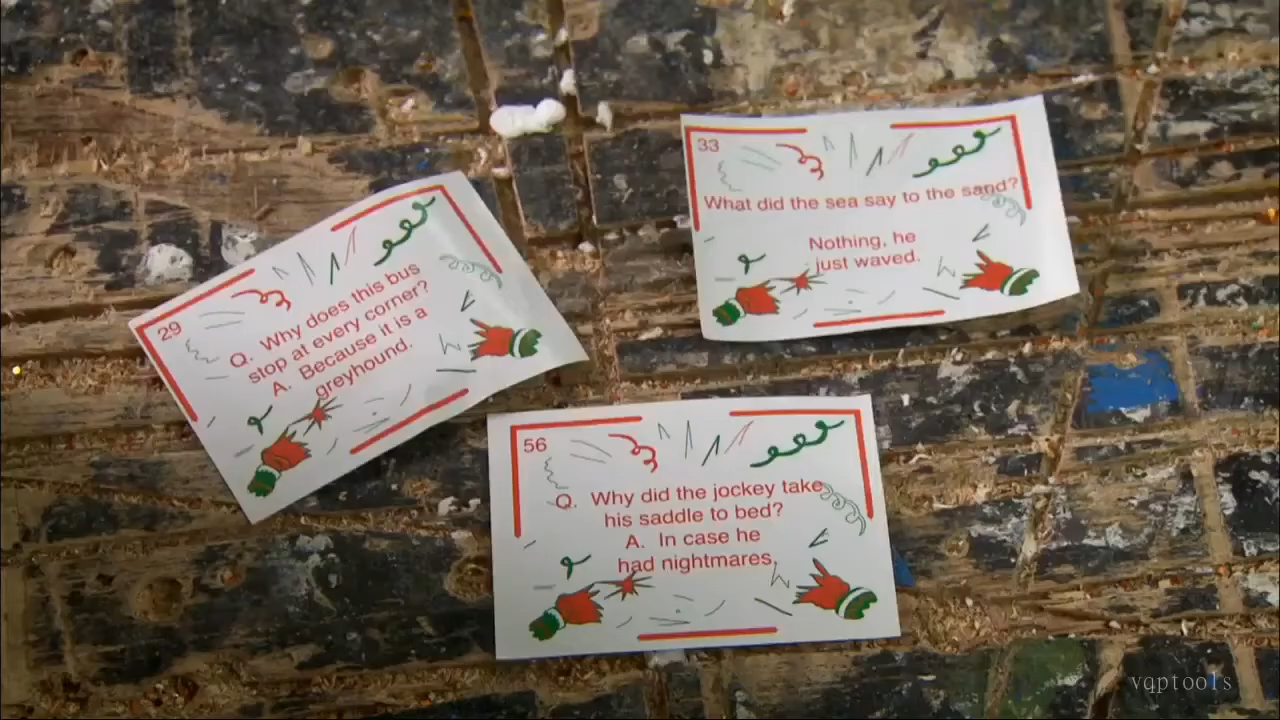 29
Q. Why does this bus
stop at every corner?
A. Because it is a
greyhound.
33
What did the sea say to the sand?
Nothing, he
just waved.
56
Q. Why did the jockey take
his saddle to bed?
A. In case he
had nightmares.
vqptools